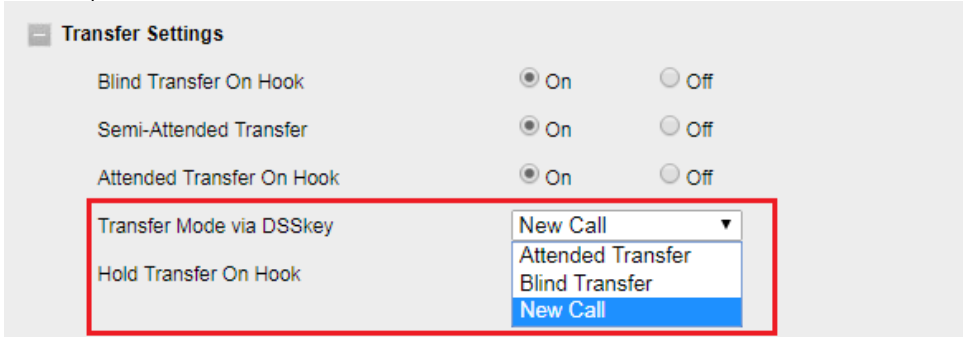 Transfer Settings
Blind Transfer On Hook On Off
Semi-Attended Transfer On Off
Attended Transfer On Hook On Off
Transfer Mode via DSSkey New Call
Attended Transfer
Hold Transfer On Hook Blind Transfer
New Call